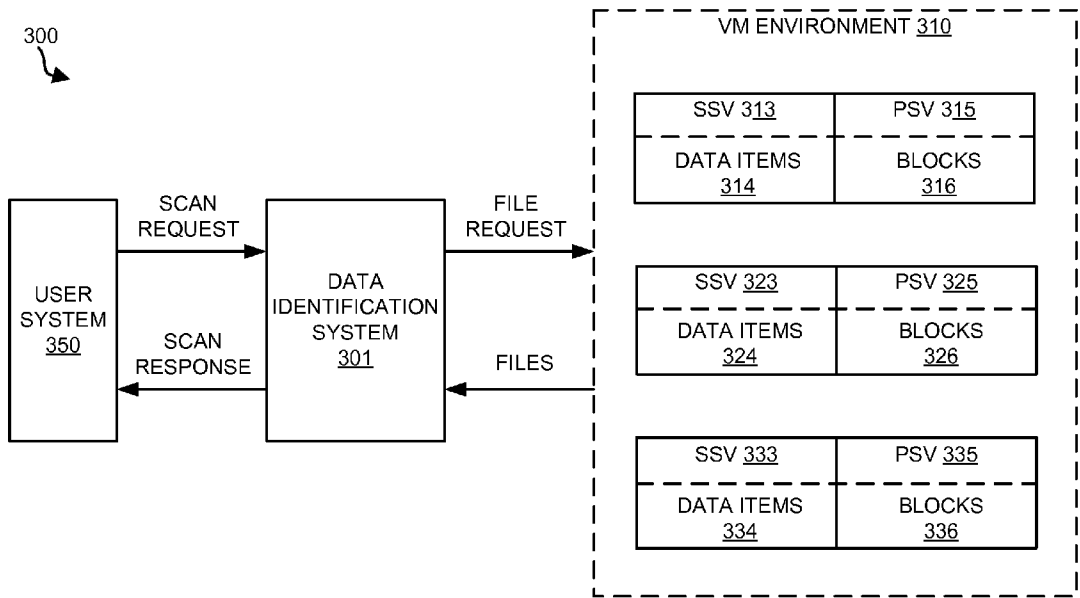 300
VM ENVIRONMENT 310
SSV 313
PSV 315
DATA ITEMS
314
BLOCKS
316
SCAN
REQUEST
FILE
REQUEST
USER
SYSTEM
350
DATA
IDENTIFICATION
SYSTEM
301
SSV 323
PSV 325
DATA ITEMS
324
BLOCKS
326
SCAN
RESPONSE
FILES
SSV 333
PSV 335
DATA ITEMS
334
BLOCKS
336